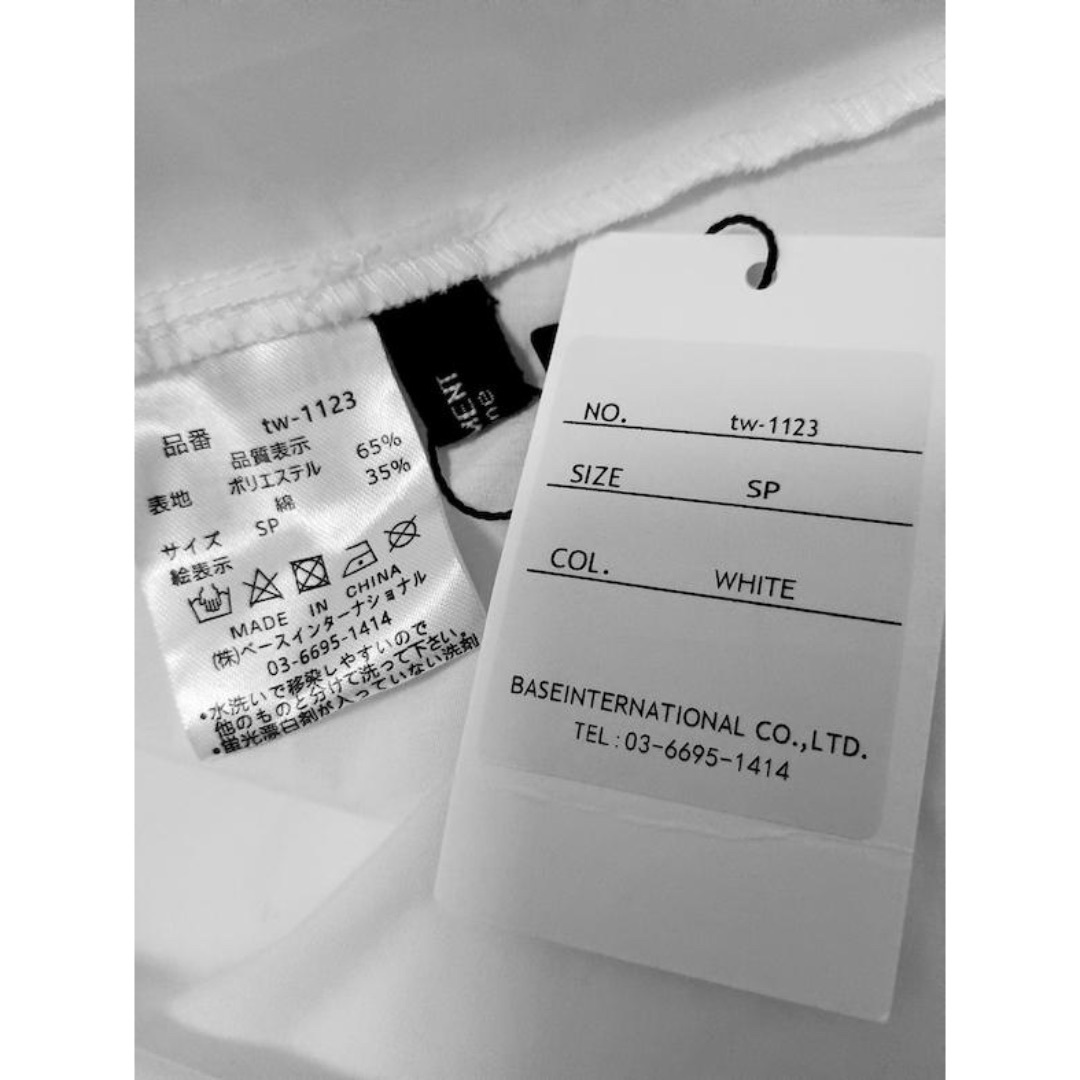 品番 tw-1123
品質表示
表地 ポリエステル 65%
綿 35%
サイズ SP
絵表示
MADE IN CHINA
(株)ベースインターナショナル
03-6695-1414
•水洗いで移染しやすいので
他のものと分けて洗って下さい。
•蛍光漂白剤が入っていない洗剤
NO. tw-1123
SIZE SP
COL. WHITE
BASEINTERNATIONAL CO.,LTD.
TEL:03-6695-1414